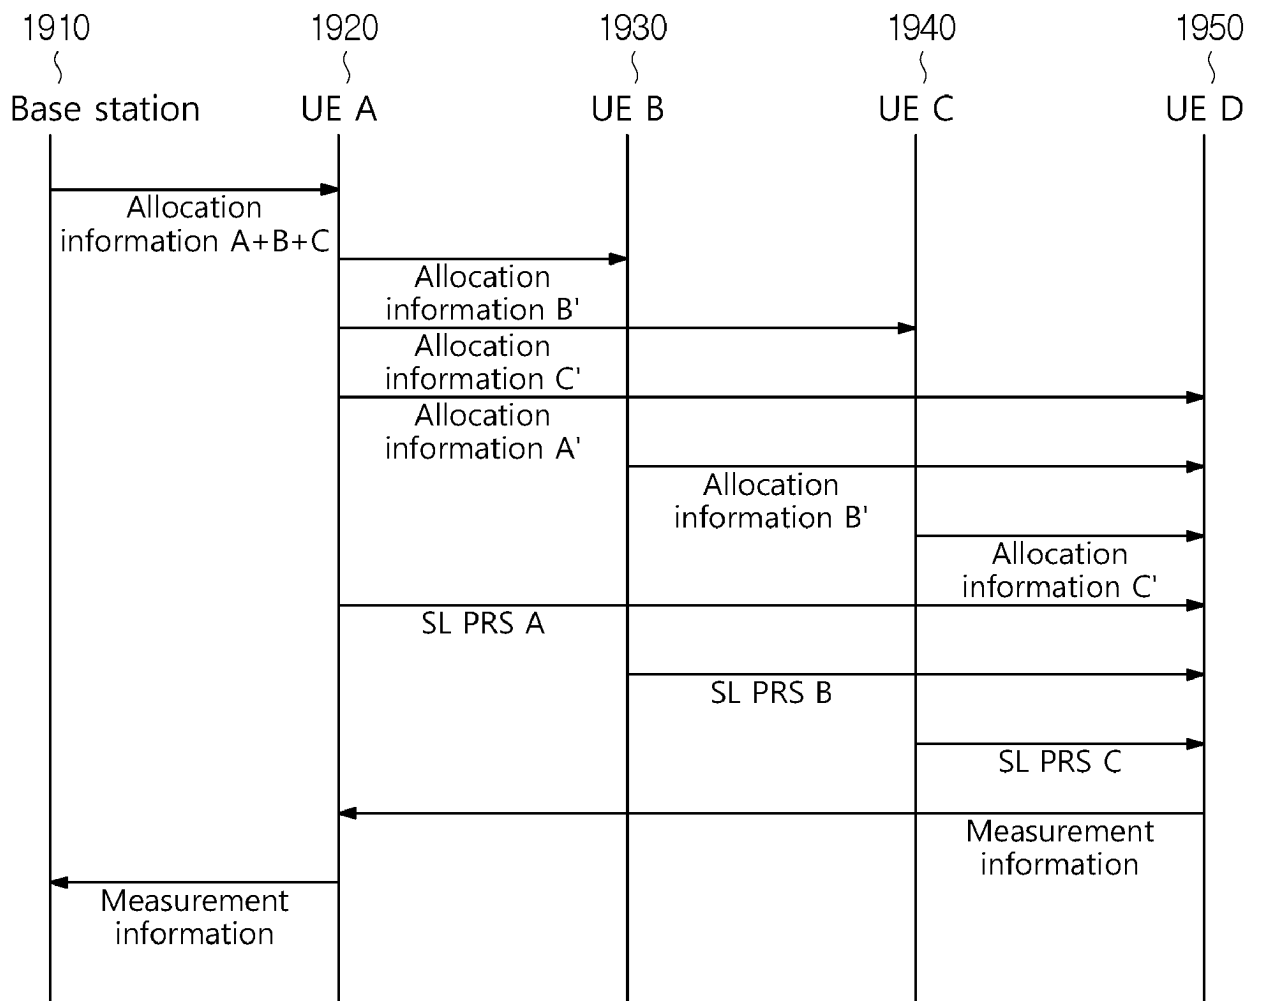 1910 1920 1930 1940 1950
Base station UE A UE B UE C UE D
Allocation
information A+B+C
Allocation
information B'
Allocation
information C'
Allocation
information A'
Allocation
information B'
Allocation
information C'
SL PRS A
SL PRS B
SL PRS C
Measurement
information
Measurement
information